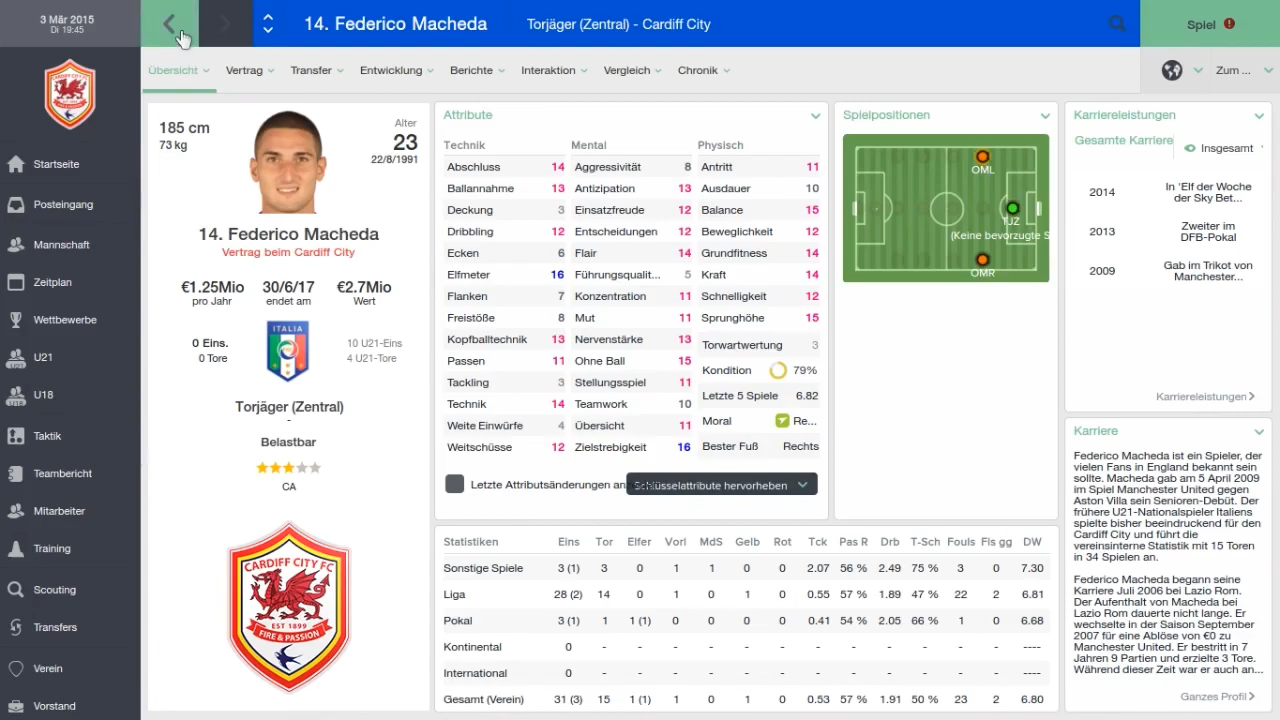 3 Mär 2015
Di 19:45
14. Federico Macheda
Torjäger (Zentral) - Cardiff City
Spiel
Übersicht
Vertrag
Transfer
Entwicklung
Berichte
Interaktion
Vergleich
Chronik
Zum ...
Startseite
Posteingang
Mannschaft
Zeitplan
Wettbewerbe
U21
U18
Taktik
Teambericht
Mitarbeiter
Training
Scouting
Transfers
Verein
Vorstand
185 cm
73 kg
Alter
23
22/8/1991
14. Federico Macheda
Vertrag beim Cardiff City
€1.25Mio
pro Jahr
30/6/17
endet am
€2.7Mio
Wert
0 Eins.
0 Tore
ITALIA
10 U21-Eins
4 U21-Tore
Torjäger (Zentral)
-
Belastbar
CA
CARDIFF CITY FC
EST 1899
FIRE & PASSION
Attribute
Technik
Abschluss 14
Ballannahme 13
Deckung 3
Dribbling 12
Ecken 6
Elfmeter 16
Flanken 7
Freistöße 8
Kopfballtechnik 13
Passen 11
Tackling 3
Technik 14
Weite Einwürfe 4
Weitschüsse 12
Mental
Aggressivität 8
Antizipation 13
Einsatzfreude 12
Entscheidungen 12
Flair 14
Führungsqualit... 5
Konzentration 11
Mut 11
Nervenstärke 13
Ohne Ball 15
Stellungsspiel 11
Teamwork 10
Übersicht 11
Zielstrebigkeit 16
Physisch
Antritt 11
Ausdauer 10
Balance 15
Beweglichkeit 12
Grundfitness 14
Kraft 14
Schnelligkeit 12
Sprunghöhe 15
Torwartwertung 3
Kondition 79%
Letzte 5 Spiele 6.82
Moral Re...
Bester Fuß Rechts
Letzte Attributsänderungen an
Schlüsselattribute hervorheben
Spielpositionen
OML
TJZ
(Keine bevorzugte S
OMR
Karriereleistungen
Gesamte Karriere
Insgesamt
2014 In 'Elf der Woche
der Sky Bet...
2013 Zweiter im
DFB-Pokal
2009 Gab im Trikot von
Manchester...
Karriereleistungen
Statistiken Eins Tor Elfer Vorl MdS Gelb Rot Tck Pas R Drb T-Sch Fouls Fls gg DW
Sonstige Spiele 3 (1) 3 0 1 1 0 0 2.07 56 % 2.49 75 % 3 0 7.30
Liga 28 (2) 14 0 1 0 1 0 0.55 57 % 1.89 47 % 22 2 6.81
Pokal 3 (1) 1 1 (1) 0 0 0 0 0.41 54 % 2.05 66 % 1 0 6.68
Kontinental 0 - - - - - - - - - - - - ----
International 0 - - - - - - - - - - - - ----
Gesamt (Verein) 31 (3) 15 1 (1) 1 0 1 0 0.53 57 % 1.91 50 % 23 2 6.80
Karriere
Federico Macheda ist ein Spieler, der
vielen Fans in England bekannt sein
sollte. Macheda gab am 5 April 2009
im Spiel Manchester United gegen
Aston Villa sein Senioren-Debüt. Der
frühere U21-Nationalspieler Italiens
spielte bisher beeindruckend für den
Cardiff City und führt die
vereinsinterne Statistik mit 15 Toren
in 34 Spielen an.
Federico Macheda begann seine
Karriere Juli 2006 bei Lazio Rom.
Der Aufenthalt von Macheda bei
Lazio Rom dauerte nicht lange. Er
wechselte in der Saison September
2007 für eine Ablöse von €0 zu
Manchester United. Er bestritt in 7
Jahren 9 Partien und erzielte 3 Tore.
Während dieser Zeit war er auch an...
Ganzes Profil